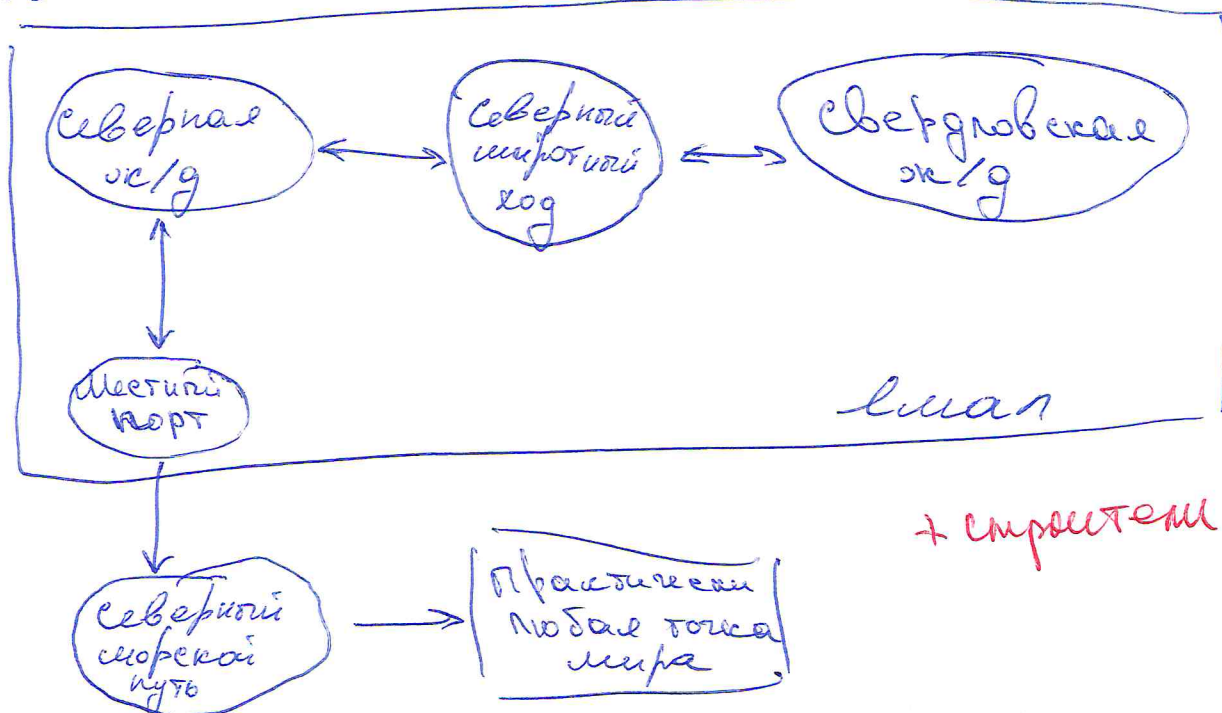 Северная
ж/д
Северный
широтный
ход
Свердловская
ж/д
Местный
порт
Ямал
+ строители
Северный
морской
путь
Практически
любая точка
мира